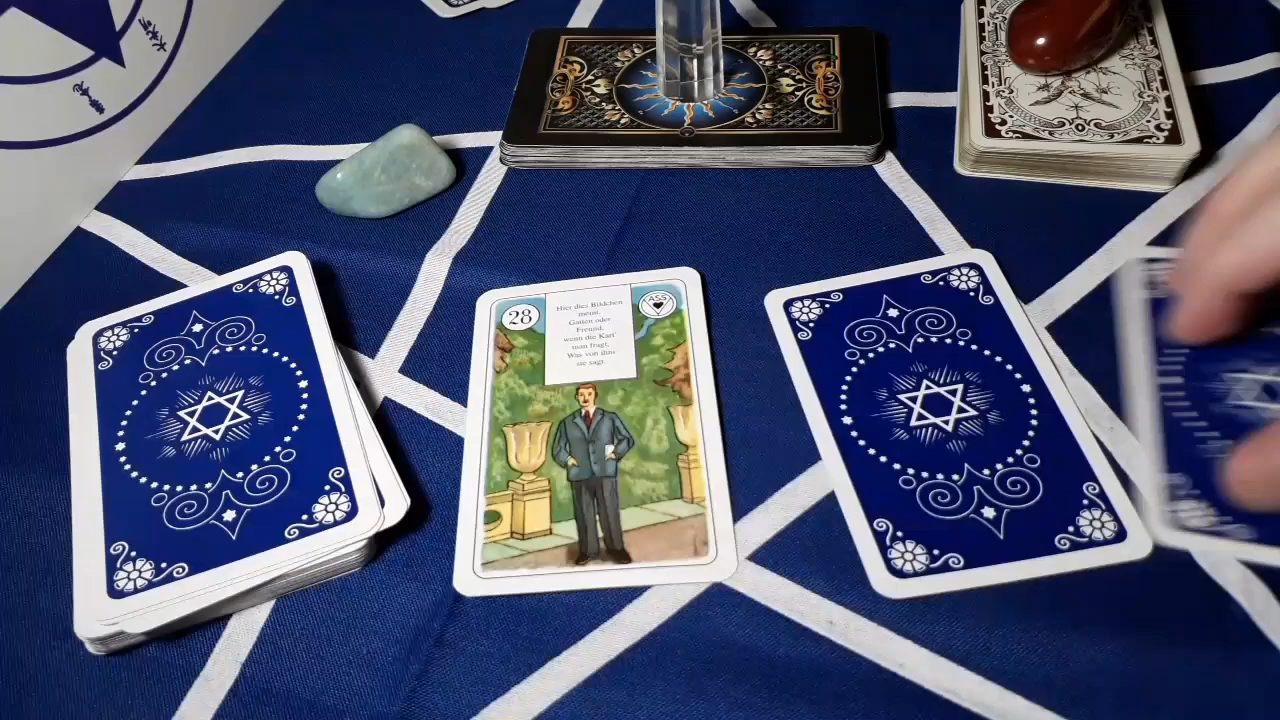 28
Hier dies Bildchen
meint,
Gatten oder
Freund,
wenn die Kart'
man fragt,
Was von ihm
sie sagt.
ASS